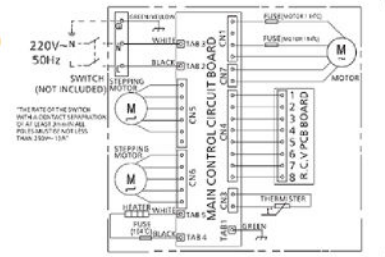 GREEN/YELLOW
220V~ N
50Hz L
WHITE
TAB 3
BLACK
TAB 2
SWITCH
(NOT INCLUDED)
STEPPING
MOTOR
M
CN5
"THE RATE OF THE SWITCH
WITH A CONTACT SEPARATION
OF AT LEAST 3mm IN ALL
POLES MUST BE NOT LESS
THAN 250V~ 15A"
STEPPING
MOTOR
M
CN6
HEATER
WHITE
TAB 5
FUSE
BLACK
TAB 4
MAIN CONTROL CIRCUIT BOARD
CN1
FUSE
FUSE
M
MOTOR
CN7
CN4
1
2
3
4
5
6
7
8
R.C.V PCB BOARD
CN3
THERMISTER
TAB 1
GREEN